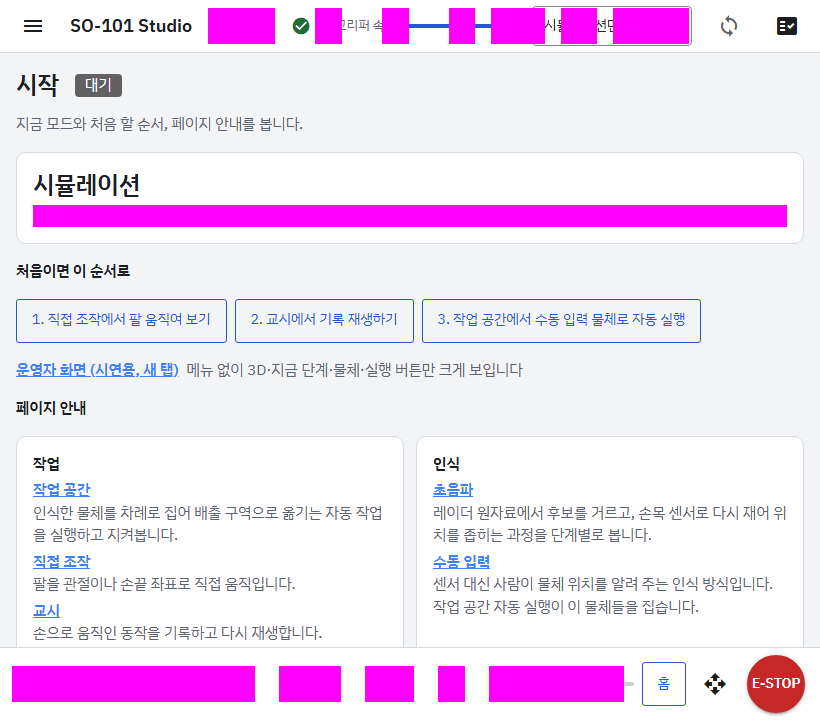 SO-101 Studio
그리퍼 속
시작
대기
지금 모드와 처음 할 순서, 페이지 안내를 봅니다.
시뮬레이션
처음이면 이 순서로
1. 직접 조작에서 팔 움직여 보기
2. 교시에서 기록 재생하기
3. 작업 공간에서 수동 입력 물체로 자동 실행
운영자 화면 (시연용, 새 탭) 메뉴 없이 3D·지금 단계·물체·실행 버튼만 크게 보입니다
페이지 안내
작업
작업 공간
인식한 물체를 차례로 집어 배출 구역으로 옮기는 자동 작업
을 실행하고 지켜봅니다.
직접 조작
팔을 관절이나 손끝 좌표로 직접 움직입니다.
교시
손으로 움직인 동작을 기록하고 다시 재생합니다.
인식
초음파
레이더 원자료에서 후보를 거르고, 손목 센서로 다시 재어 위
치를 좁히는 과정을 단계별로 봅니다.
수동 입력
센서 대신 사람이 물체 위치를 알려 주는 인식 방식입니다.
작업 공간 자동 실행이 이 물체들을 집습니다.
홈
E-STOP